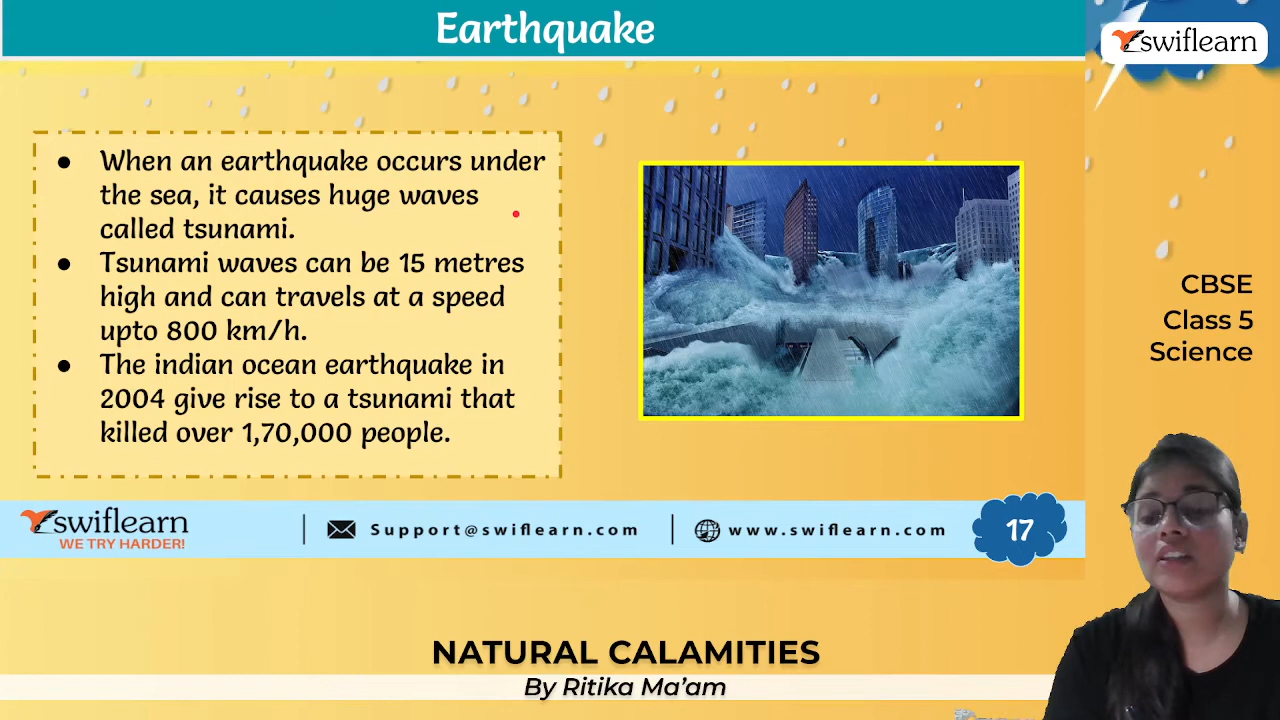 Earthquake
swiflearn
● When an earthquake occurs under
the sea, it causes huge waves
called tsunami.
● Tsunami waves can be 15 metres
high and can travels at a speed
upto 800 km/h.
● The indian ocean earthquake in
2004 give rise to a tsunami that
killed over 1,70,000 people.
CBSE
Class 5
Science
swiflearn
WE TRY HARDER!
Support@swiflearn.com
www.swiflearn.com
17
NATURAL CALAMITIES
By Ritika Ma'am